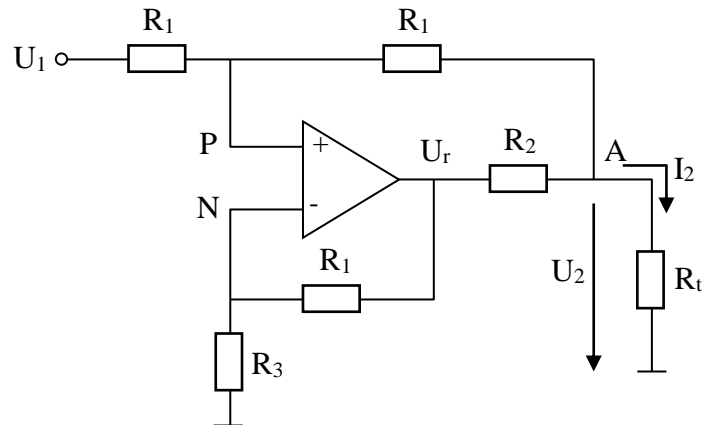 R₁ R₁
U₁
P + Uᵣ R₂ A I₂
N -
R₁
U₂ Rₜ
R₃